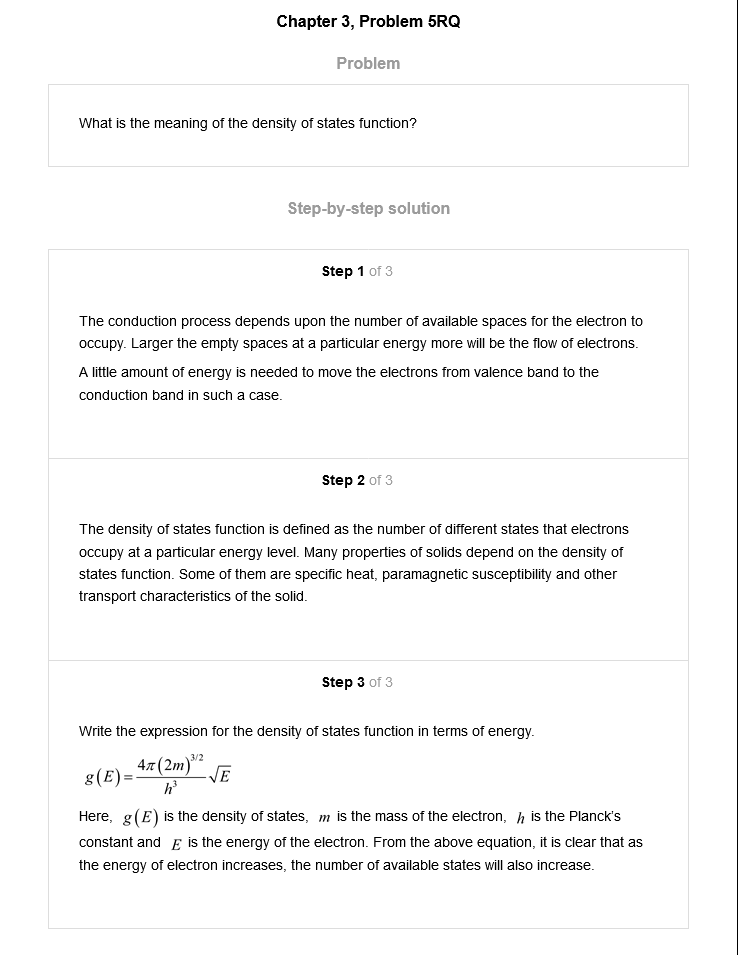 Chapter 3, Problem 5RQ
Problem
What is the meaning of the density of states function?
Step-by-step solution
Step 1 of 3
The conduction process depends upon the number of available spaces for the electron to
occupy. Larger the empty spaces at a particular energy more will be the flow of electrons.
A little amount of energy is needed to move the electrons from valence band to the
conduction band in such a case.
Step 2 of 3
The density of states function is defined as the number of different states that electrons
occupy at a particular energy level. Many properties of solids depend on the density of
states function. Some of them are specific heat, paramagnetic susceptibility and other
transport characteristics of the solid.
Step 3 of 3
Write the expression for the density of states function in terms of energy.
g(E) = 4π(2m)^{3/2}/h³ √E
Here, g(E) is the density of states, m is the mass of the electron, h is the Planck's
constant and E is the energy of the electron. From the above equation, it is clear that as
the energy of electron increases, the number of available states will also increase.